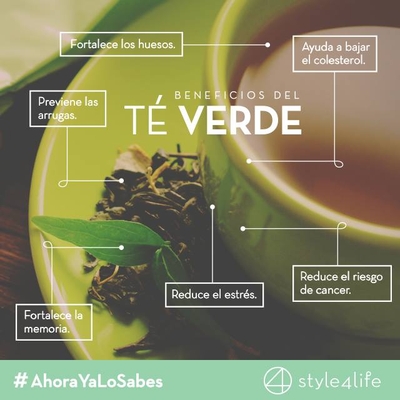 Fortalece los huesos.
Ayuda a bajar
el colesterol.
BENEFICIOS DEL
TÉ VERDE
Previene las
arrugas.
Reduce el riesgo
de cancer.
Reduce el estrés.
Fortalece la
memoria.
#AhoraYaLoSabes
style4life